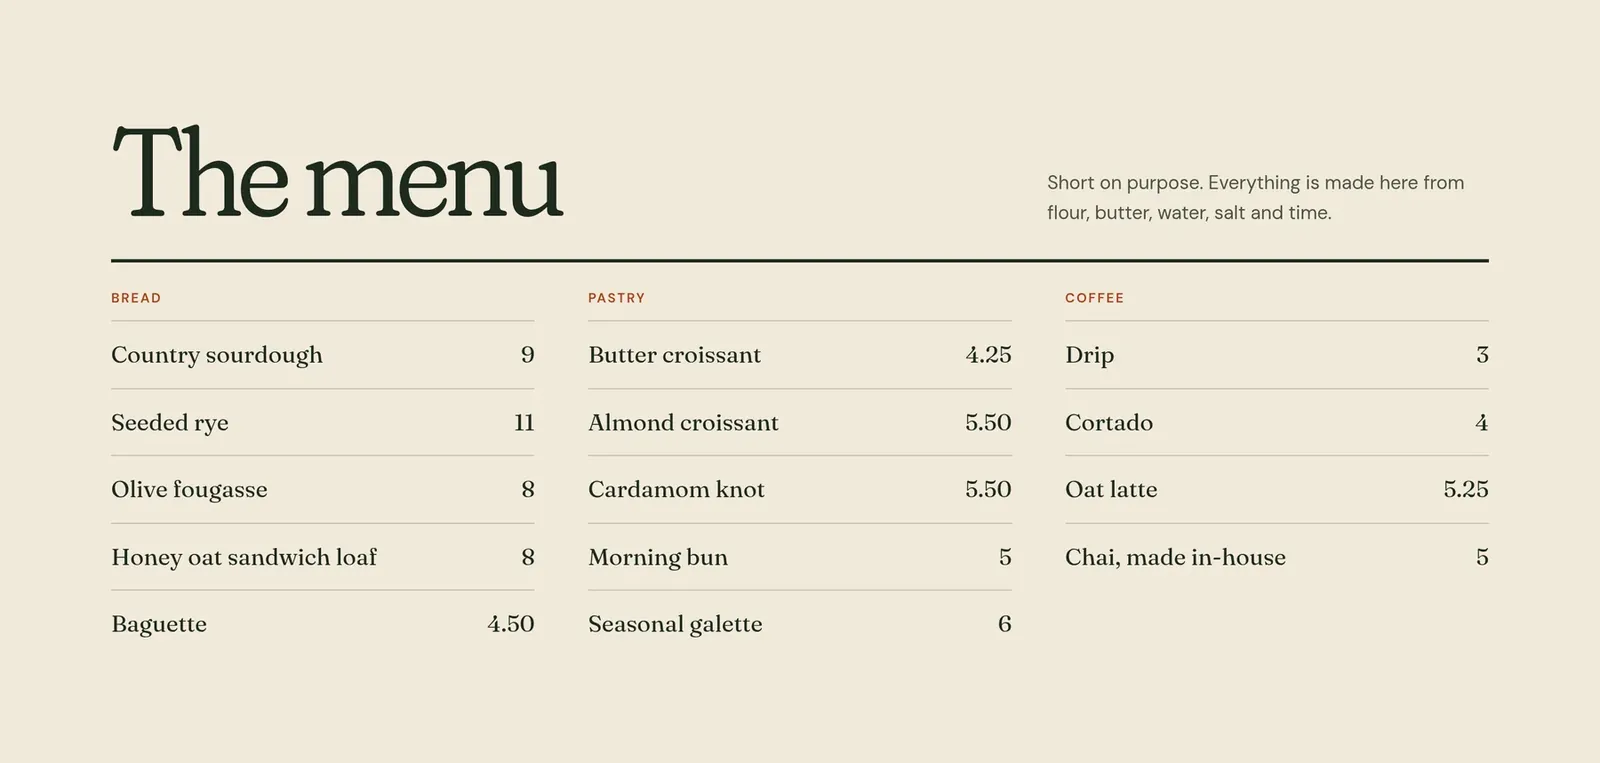 The menu
Short on purpose. Everything is made here from
flour, butter, water, salt and time.
BREAD
Country sourdough 9
Seeded rye 11
Olive fougasse 8
Honey oat sandwich loaf 8
Baguette 4.50
PASTRY
Butter croissant 4.25
Almond croissant 5.50
Cardamom knot 5.50
Morning bun 5
Seasonal galette 6
COFFEE
Drip 3
Cortado 4
Oat latte 5.25
Chai, made in-house 5